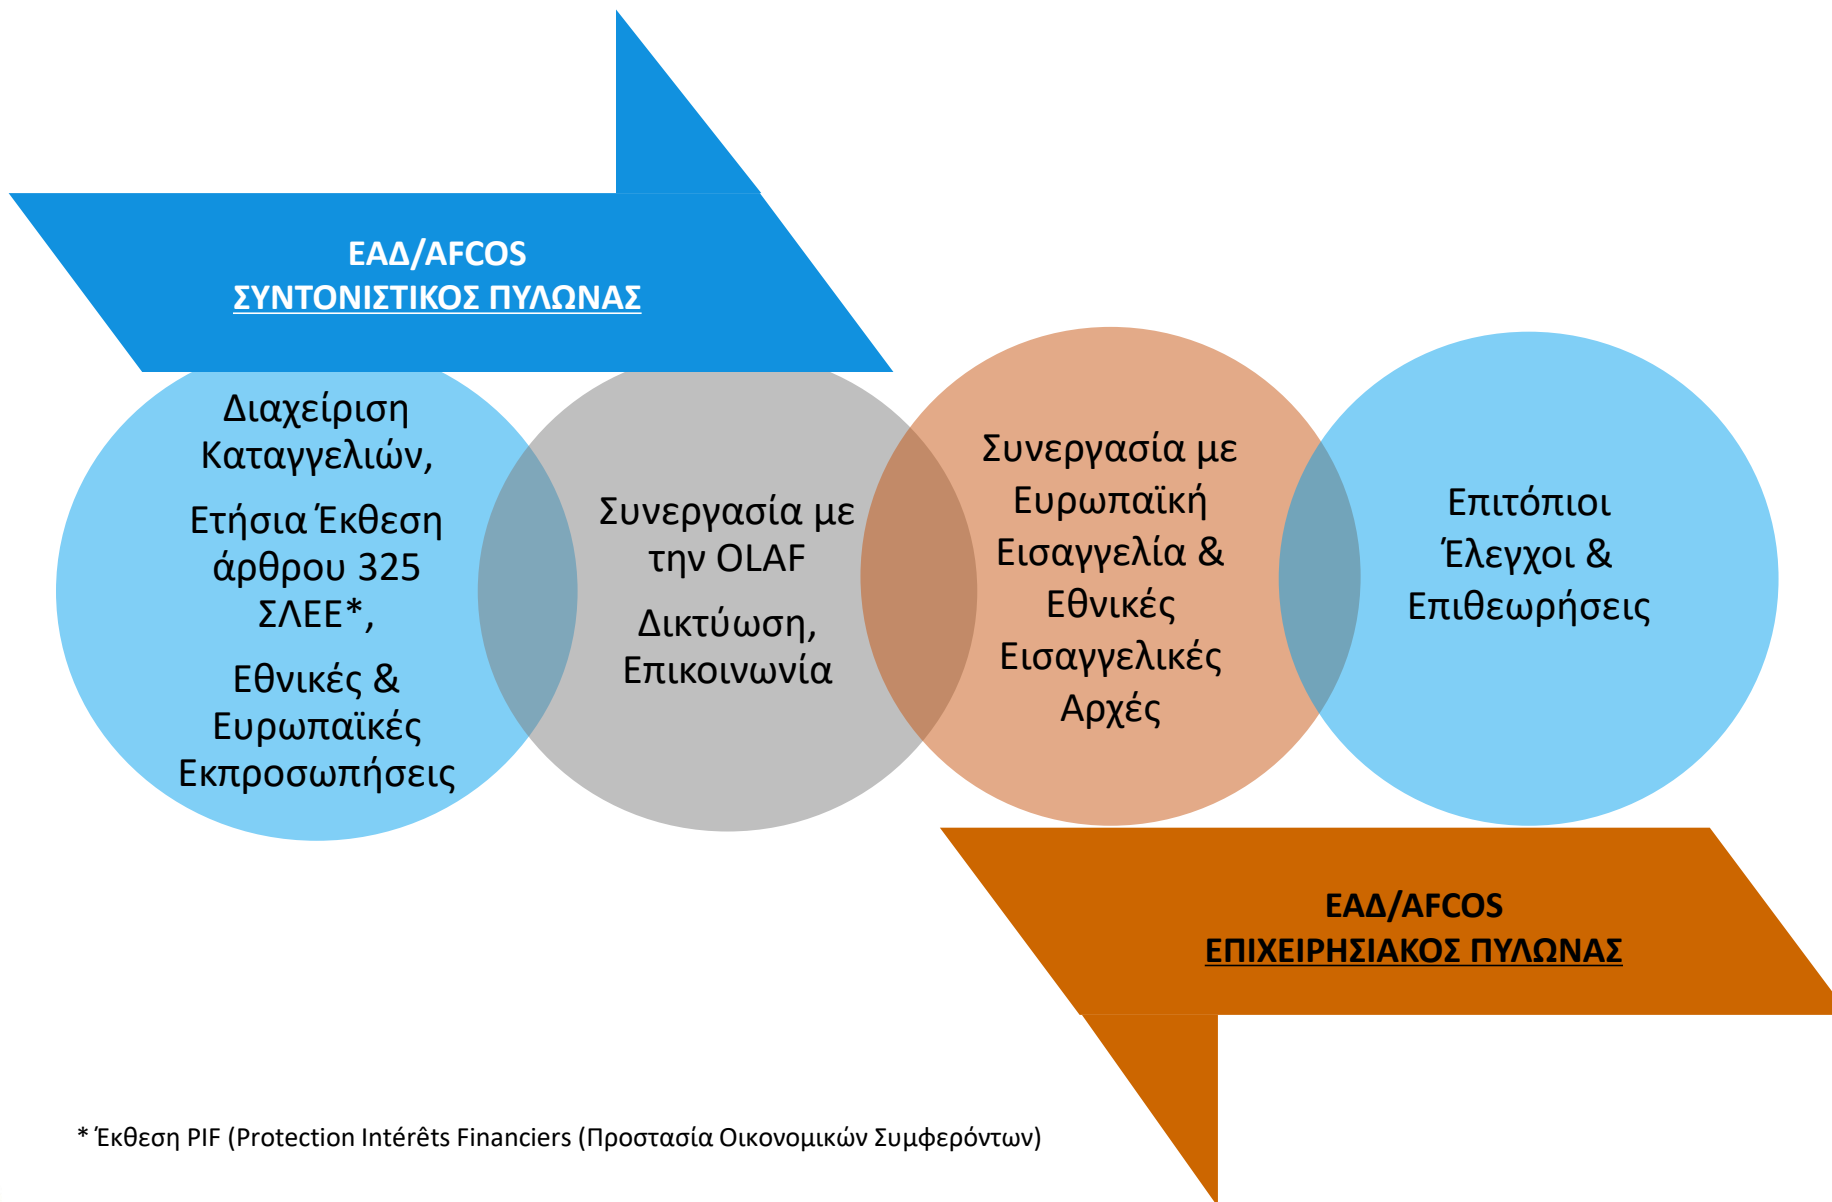 ΕΑΔ/AFCOS
ΣΥΝΤΟΝΙΣΤΙΚΟΣ ΠΥΛΩΝΑΣ
Διαχείριση
Καταγγελιών,
Ετήσια Έκθεση
άρθρου 325
ΣΛΕΕ*,
Εθνικές &
Ευρωπαϊκές
Εκπροσωπήσεις
Συνεργασία με
την OLAF
Δικτύωση,
Επικοινωνία
Συνεργασία με
Ευρωπαϊκή
Εισαγγελία &
Εθνικές
Εισαγγελικές
Αρχές
Επιτόπιοι
Έλεγχοι &
Επιθεωρήσεις
ΕΑΔ/AFCOS
ΕΠΙΧΕΙΡΗΣΙΑΚΟΣ ΠΥΛΩΝΑΣ
* Έκθεση PIF (Protection Intérêts Financiers (Προστασία Οικονομικών Συμφερόντων)